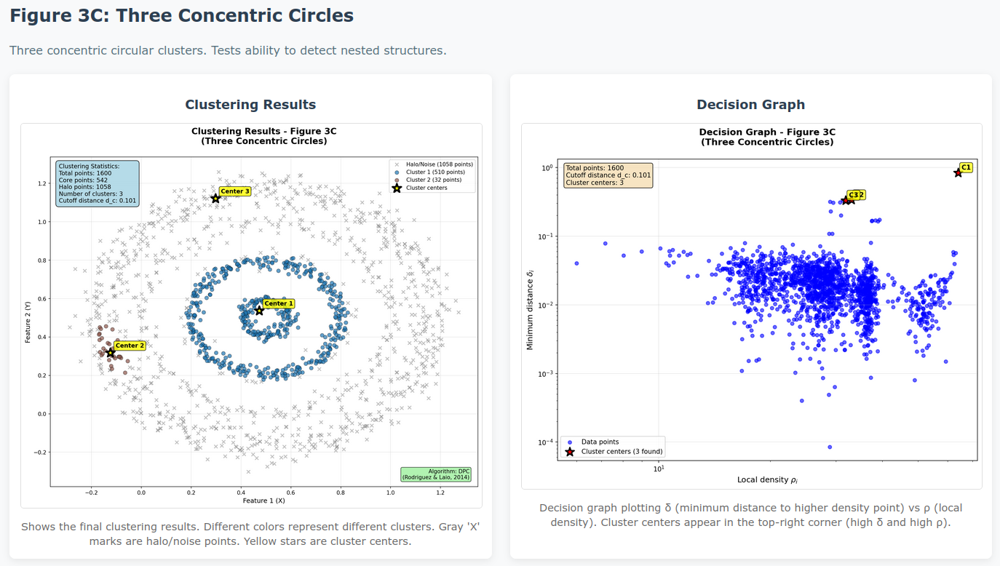 Figure 3C: Three Concentric Circles
Three concentric circular clusters. Tests ability to detect nested structures.
Clustering Results
Clustering Results - Figure 3C
(Three Concentric Circles)
Clustering Statistics:
Total points: 1600
Core points: 542
Halo points: 1058
Number of clusters: 3
Cutoff distance d_c: 0.101
Halo/Noise (1058 points)
Cluster 1 (510 points)
Cluster 2 (32 points)
Cluster centers
Center 3
Center 1
Center 2
1.2
1.0
0.8
0.6
0.4
0.2
0.0
−0.2
Feature 2 (Y)
Algorithm: DPC
(Rodriguez & Laio, 2014)
−0.2
0.0
0.2
0.4
0.6
0.8
1.0
1.2
Feature 1 (X)
Shows the final clustering results. Different colors represent different clusters. Gray 'X'
marks are halo/noise points. Yellow stars are cluster centers.
Decision Graph
Decision Graph - Figure 3C
(Three Concentric Circles)
Total points: 1600
Cutoff distance d_c: 0.101
Cluster centers: 3
C1
C3
2
10⁰
10⁻¹
10⁻²
10⁻³
10⁻⁴
Minimum distance δᵢ
Data points
Cluster centers (3 found)
10¹
Local density ρᵢ
Decision graph plotting δ (minimum distance to higher density point) vs ρ (local
density). Cluster centers appear in the top-right corner (high δ and high ρ).